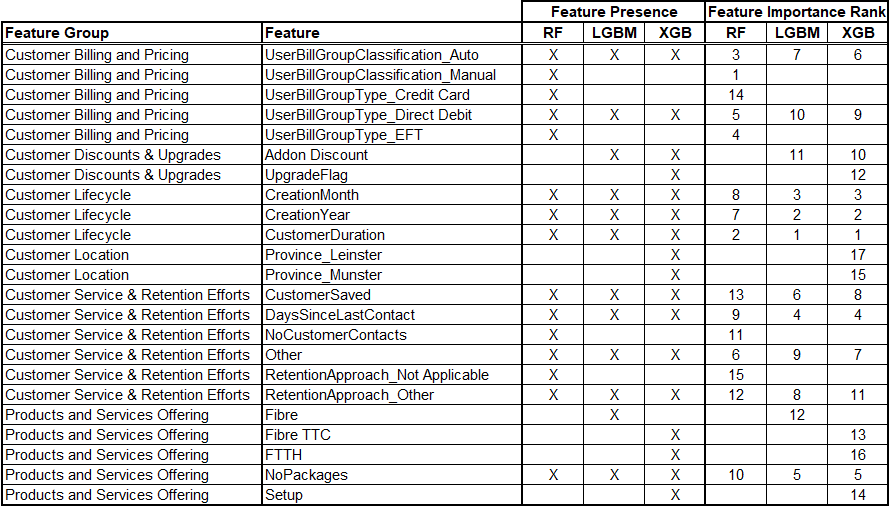 Feature Presence Feature Importance Rank
Feature Group Feature RF LGBM XGB RF LGBM XGB
Customer Billing and Pricing UserBillGroupClassification_Auto X X X 3 7 6
Customer Billing and Pricing UserBillGroupClassification_Manual X 1
Customer Billing and Pricing UserBillGroupType_Credit Card X 14
Customer Billing and Pricing UserBillGroupType_Direct Debit X X X 5 10 9
Customer Billing and Pricing UserBillGroupType_EFT X 4
Customer Discounts & Upgrades Addon Discount X X 11 10
Customer Discounts & Upgrades UpgradeFlag X 12
Customer Lifecycle CreationMonth X X X 8 3 3
Customer Lifecycle CreationYear X X X 7 2 2
Customer Lifecycle CustomerDuration X X X 2 1 1
Customer Location Province_Leinster X 17
Customer Location Province_Munster X 15
Customer Service & Retention Efforts CustomerSaved X X X 13 6 8
Customer Service & Retention Efforts DaysSinceLastContact X X X 9 4 4
Customer Service & Retention Efforts NoCustomerContacts X 11
Customer Service & Retention Efforts Other X X X 6 9 7
Customer Service & Retention Efforts RetentionApproach_Not Applicable X 15
Customer Service & Retention Efforts RetentionApproach_Other X X X 12 8 11
Products and Services Offering Fibre X 12
Products and Services Offering Fibre TTC X 13
Products and Services Offering FTTH X 16
Products and Services Offering NoPackages X X X 10 5 5
Products and Services Offering Setup X 14